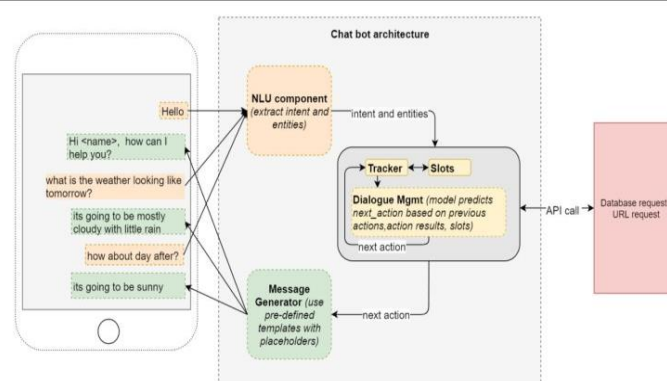 Chat bot architecture
Hello
Hi <name>, how can I
help you?
what is the weather looking like
tomorrow?
its going to be mostly
cloudy with little rain
how about day after?
its going to be sunny
NLU component
(extract intent and
entities)
intent and entities
Tracker
Slots
Dialogue Mgmt (model predicts
next_action based on previous
actions,action results, slots)
next action
API call
Database request
URL request
Message
Generator (use
pre-defined
templates with
placeholders)
next action